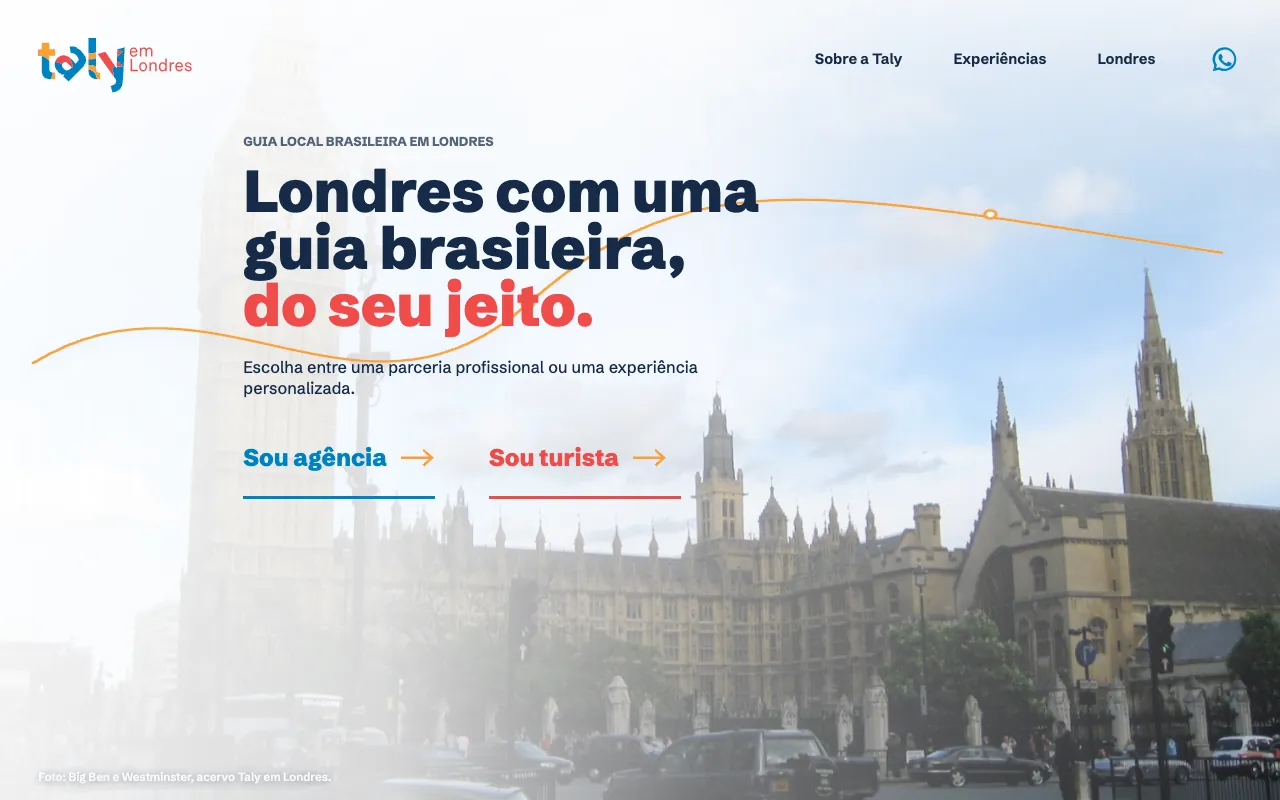 taly em
Londres
Sobre a Taly
Experiências
Londres
GUIA LOCAL BRASILEIRA EM LONDRES
Londres com uma
guia brasileira,
do seu jeito.
Escolha entre uma parceria profissional ou uma experiência
personalizada.
Sou agência
Sou turista
Foto: Big Ben e Westminster, acervo Taly em Londres.